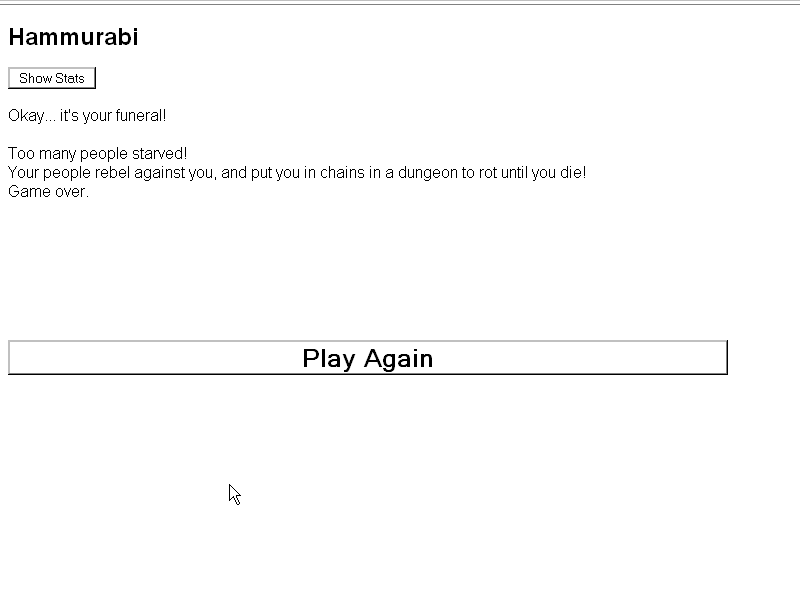 Hammurabi
Show Stats
Okay... it's your funeral!
Too many people starved!
Your people rebel against you, and put you in chains in a dungeon to rot until you die!
Game over.
Play Again